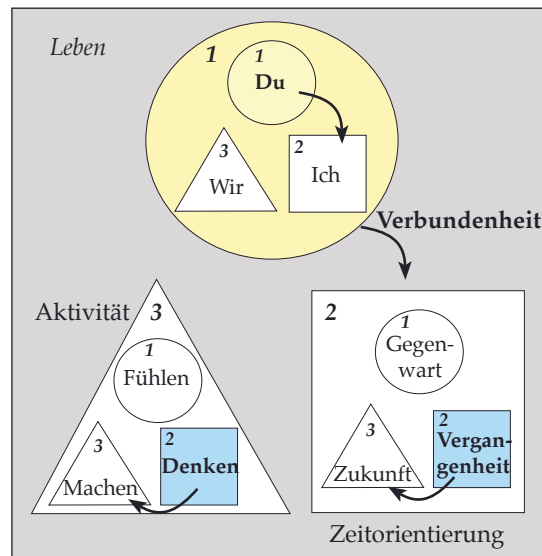 Leben
1
1
Du
2
Ich
3
Wir
Verbundenheit
Aktivität
3
1
Fühlen
2
Denken
3
Machen
2
1
Gegen-
wart
2
Vergan-
genheit
3
Zukunft
Zeitorientierung